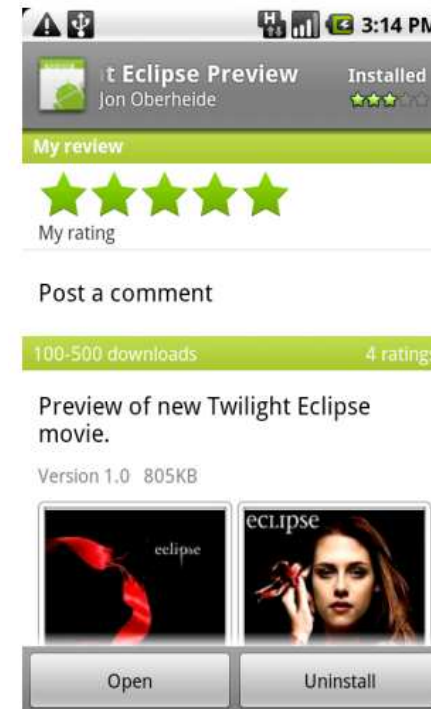 H
3:14 PM
t Eclipse Preview
Installed
Jon Oberheide
My review
My rating
Post a comment
100-500 downloads
4 ratings
Preview of new Twilight Eclipse
movie.
Version 1.0 805KB
eclipse
eclipse
Open
Uninstall